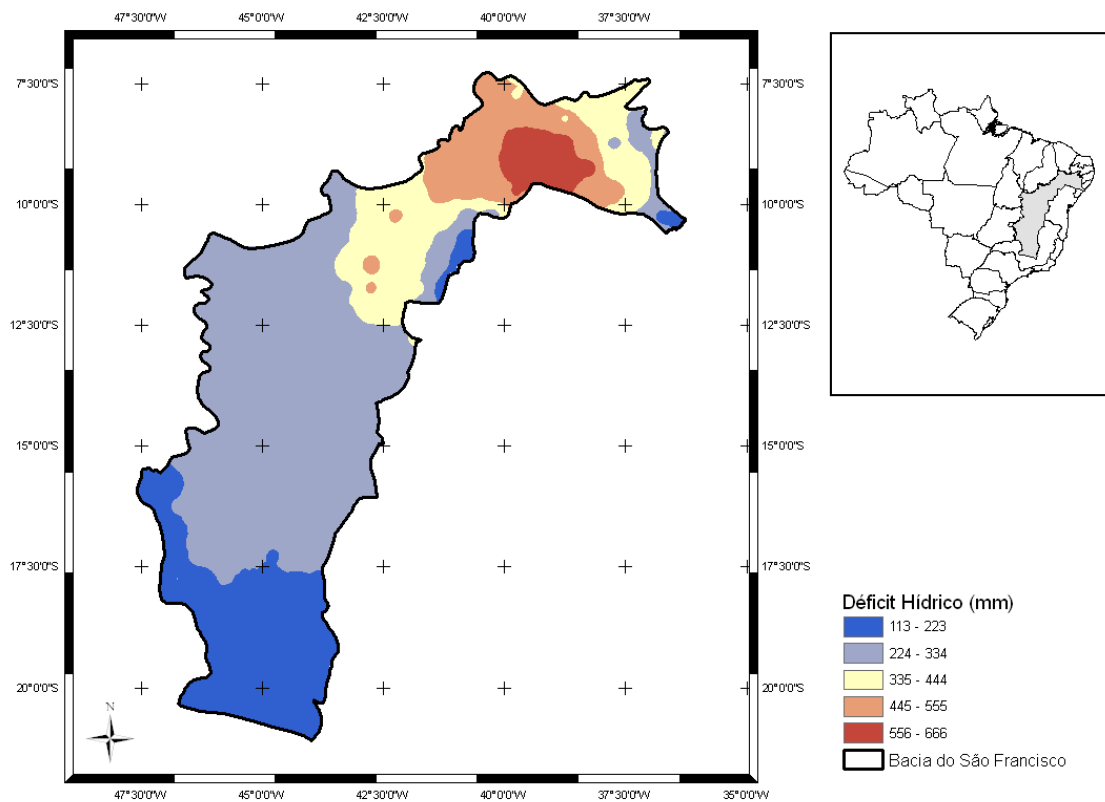 47°30'0"W 45°0'0"W 42°30'0"W 40°0'0"W 37°30'0"W
7°30'0"S 7°30'0"S
10°0'0"S 10°0'0"S
12°30'0"S 12°30'0"S
15°0'0"S 15°0'0"S
17°30'0"S 17°30'0"S
20°0'0"S 20°0'0"S
N
47°30'0"W 45°0'0"W 42°30'0"W 40°0'0"W 37°30'0"W 35°0'0"W
Déficit Hídrico (mm)
113 - 223
224 - 334
335 - 444
445 - 555
556 - 666
Bacia do São Francisco